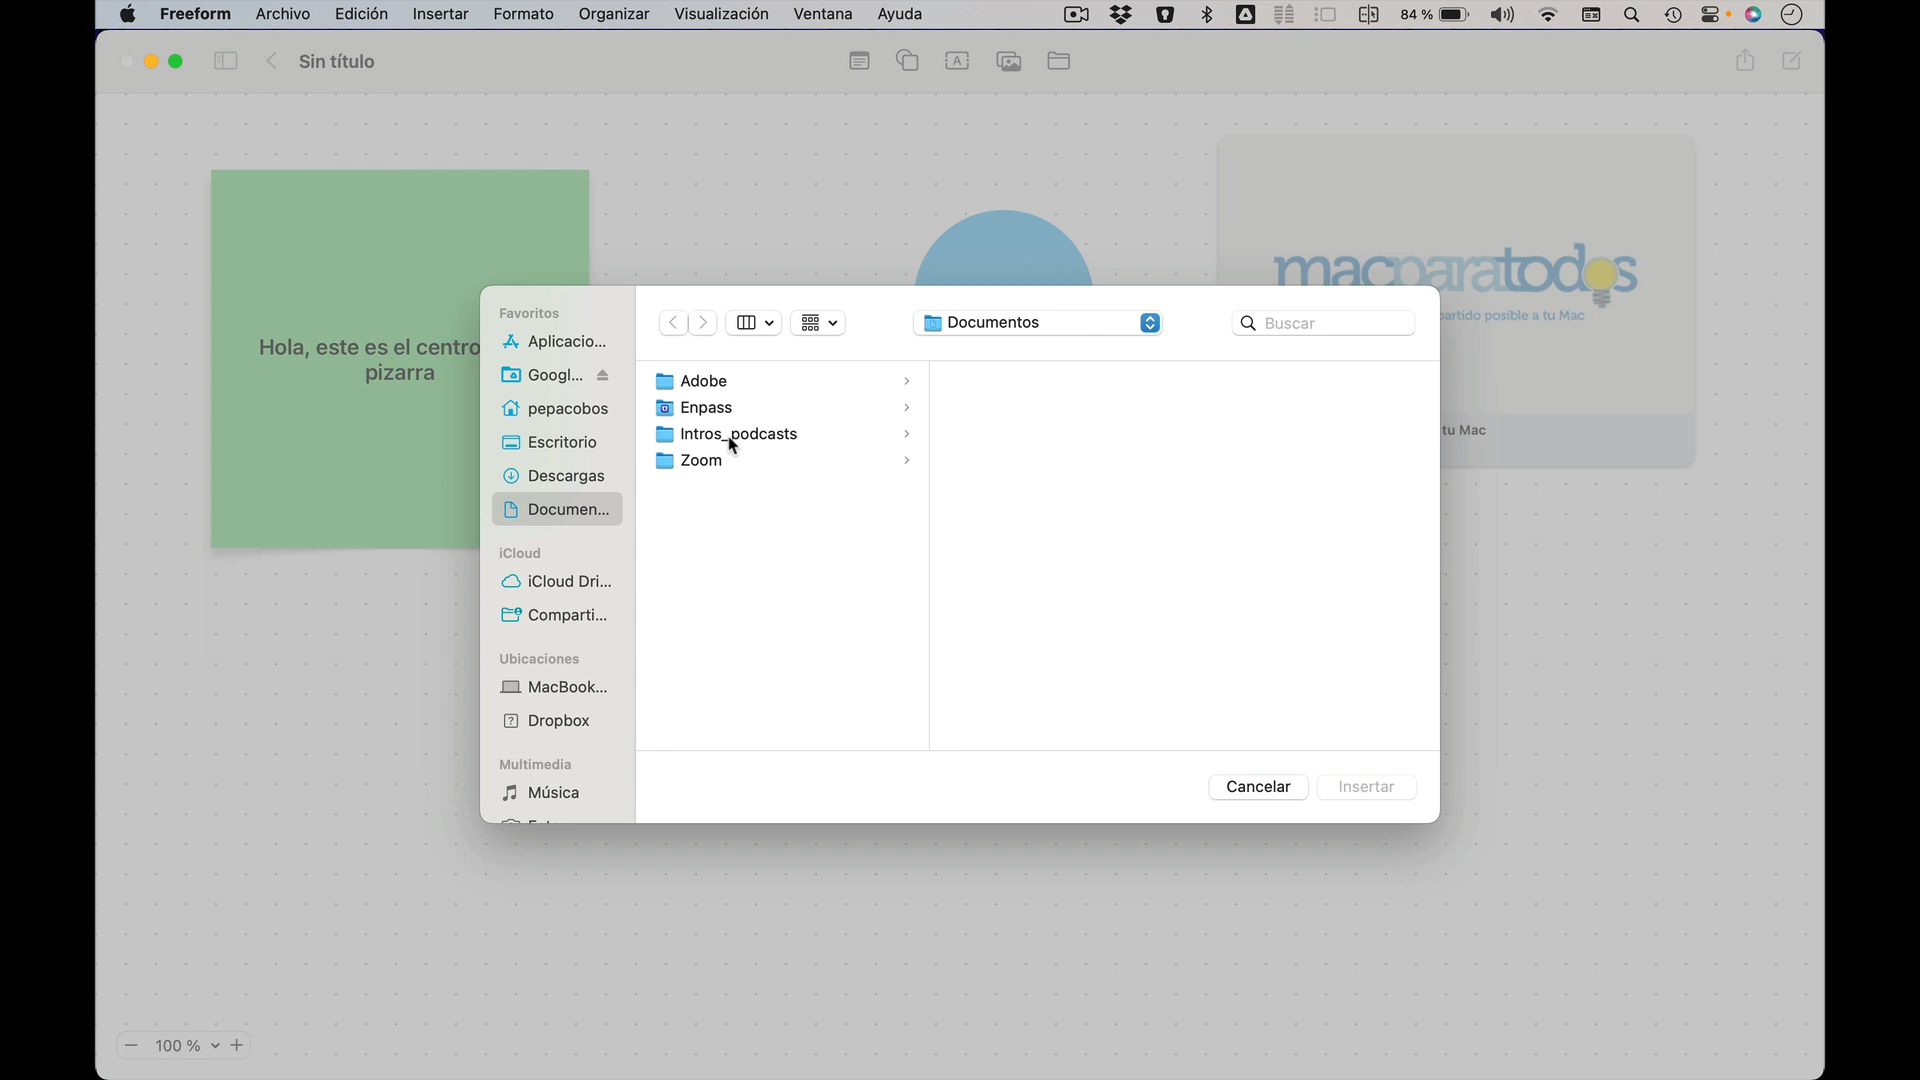 Freeform Archivo Edición Insertar Formato Organizar Visualización Ventana Ayuda 84 %
Sin título
Hola, este es el centro
pizarra
macparatodos
partido posible a tu Mac
tu Mac
Favoritos
Aplicacio...
Googl...
pepacobos
Escritorio
Descargas
Documen...
iCloud
iCloud Dri...
Comparti...
Ubicaciones
MacBook...
Dropbox
Multimedia
Música
Documentos
Buscar
Adobe
Enpass
Intros_podcasts
Zoom
Cancelar
Insertar
100 %